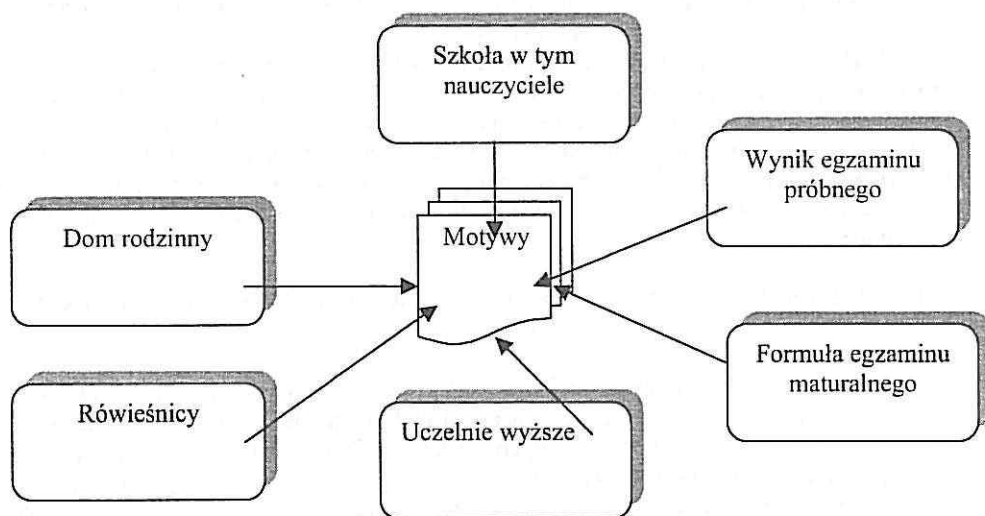 Szkoła w tym
nauczyciele
Wynik egzaminu
próbnego
Dom rodzinny
Motywy
Formuła egzaminu
maturalnego
Rówieśnicy
Uczelnie wyższe